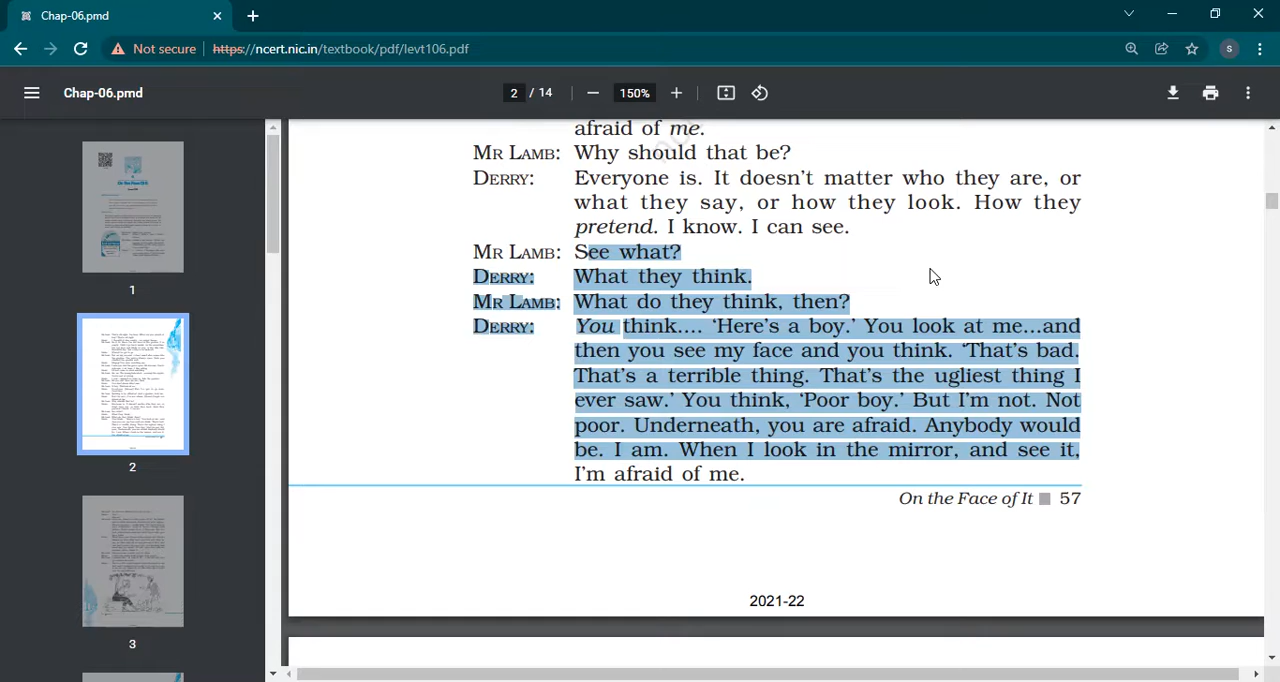 Chap-06.pmd
Not secure
https://ncert.nic.in/textbook/pdf/levt106.pdf
S
Chap-06.pmd
2 / 14
150%
afraid of me.
MR LAMB: Why should that be?
DERRY: Everyone is. It doesn't matter who they are, or
what they say, or how they look. How they
pretend. I know. I can see.
MR LAMB: See what?
DERRY: What they think.
MR LAMB: What do they think, then?
DERRY: You think.... 'Here's a boy.' You look at me...and
then you see my face and you think. 'That's bad.
That's a terrible thing. That's the ugliest thing I
ever saw.' You think, 'Poor boy.' But I'm not. Not
poor. Underneath, you are afraid. Anybody would
be. I am. When I look in the mirror, and see it,
I'm afraid of me.
On the Face of It 57
2021-22
1
2
3